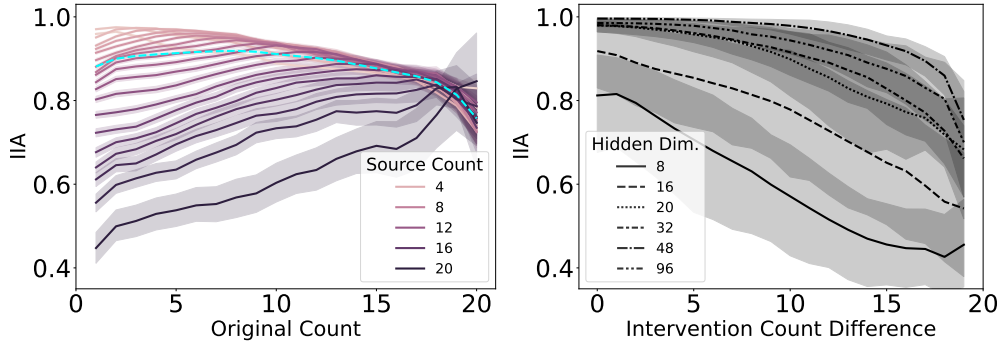 1.0
0.8
0.6
0.4
IIA
0 5 10 15 20
Original Count
Source Count
4
8
12
16
20
1.0
0.8
0.6
0.4
IIA
0 5 10 15 20
Intervention Count Difference
Hidden Dim.
8
16
20
32
48
96